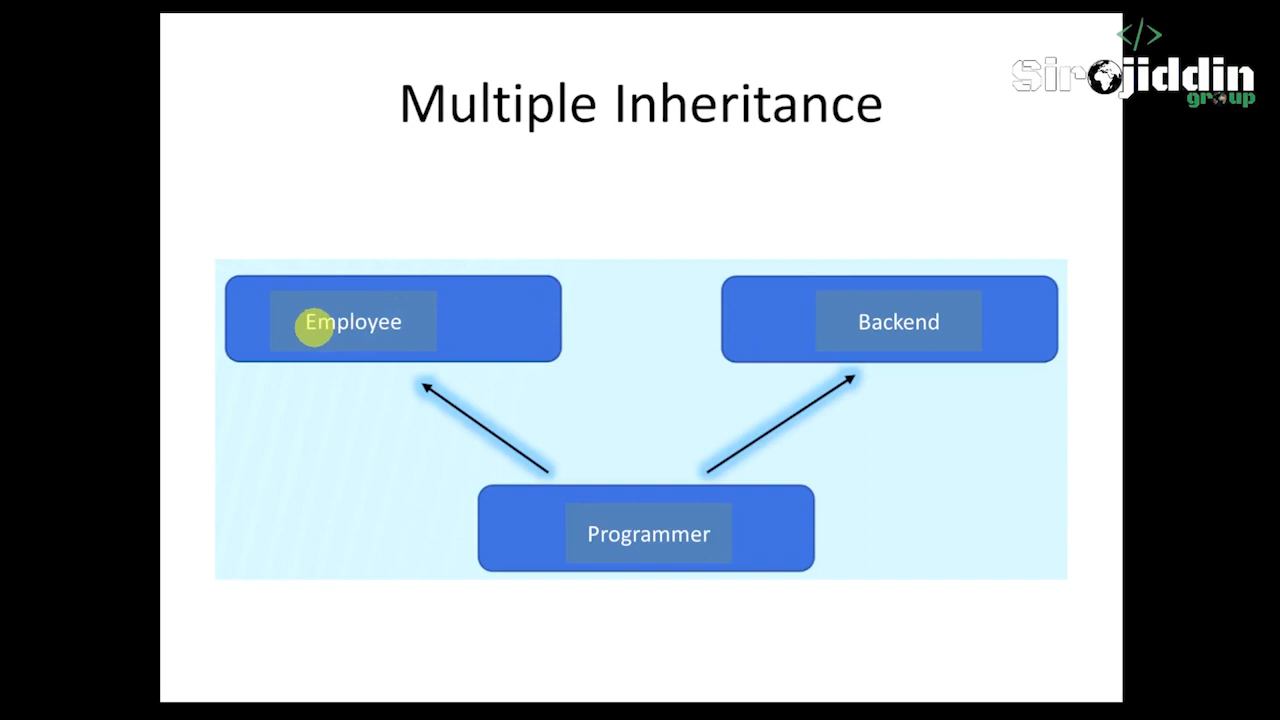 </>
Sirojiddin
group
Multiple Inheritance
Employee
Backend
Programmer